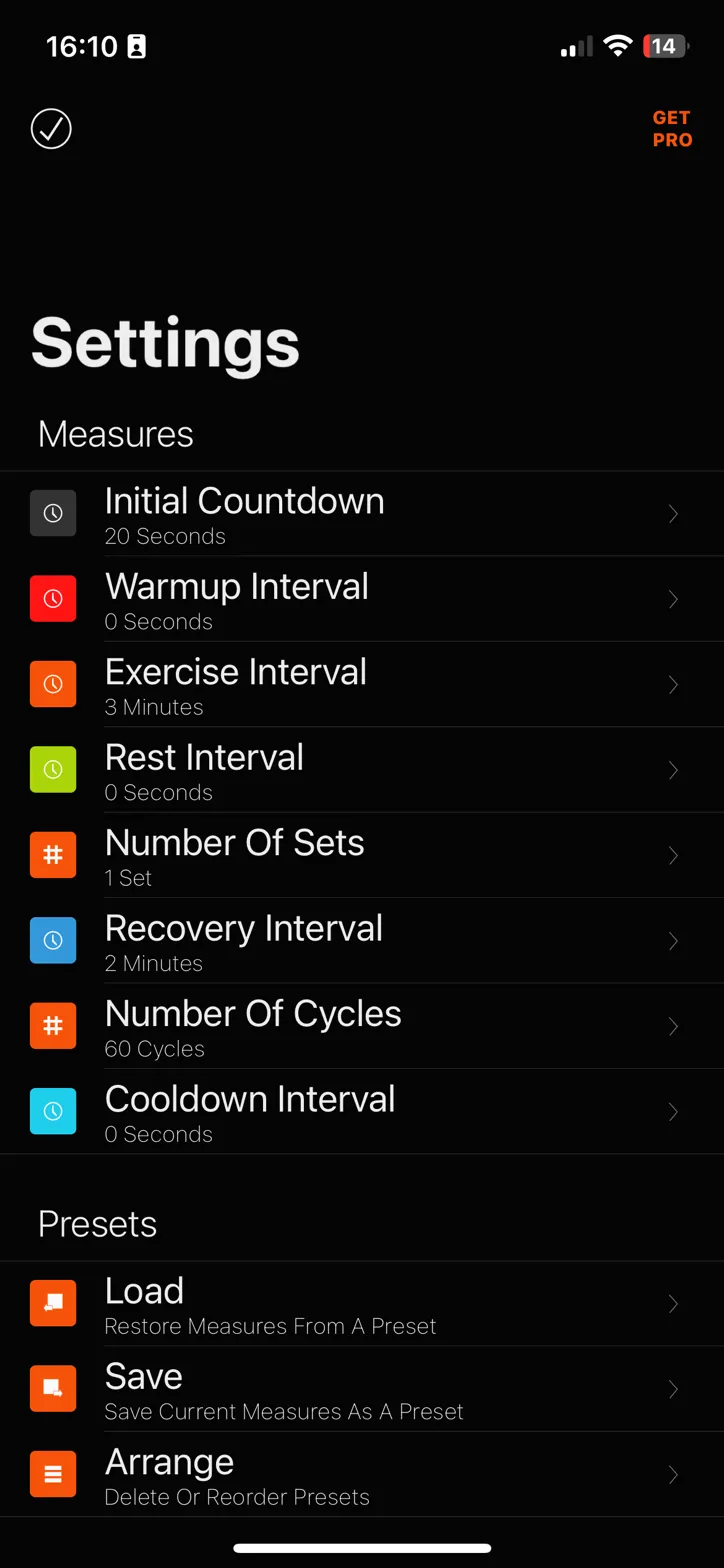 16:10
14
GET
PRO
Settings
Measures
Initial Countdown
20 Seconds
Warmup Interval
0 Seconds
Exercise Interval
3 Minutes
Rest Interval
0 Seconds
Number Of Sets
1 Set
Recovery Interval
2 Minutes
Number Of Cycles
60 Cycles
Cooldown Interval
0 Seconds
Presets
Load
Restore Measures From A Preset
Save
Save Current Measures As A Preset
Arrange
Delete Or Reorder Presets